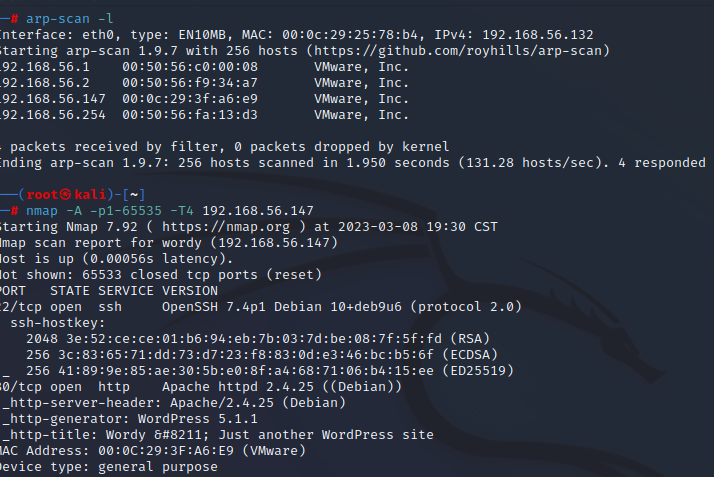 # arp-scan -l
Interface: eth0, type: EN10MB, MAC: 00:0c:29:25:78:b4, IPv4: 192.168.56.132
Starting arp-scan 1.9.7 with 256 hosts (https://github.com/royhills/arp-scan)
192.168.56.1 00:50:56:c0:00:08 VMware, Inc.
192.168.56.2 00:50:56:f9:34:a7 VMware, Inc.
192.168.56.147 00:0c:29:3f:a6:e9 VMware, Inc.
192.168.56.254 00:50:56:fa:13:d3 VMware, Inc.
4 packets received by filter, 0 packets dropped by kernel
Ending arp-scan 1.9.7: 256 hosts scanned in 1.950 seconds (131.28 hosts/sec). 4 responded
──(root㉿kali)-[~]
─# nmap -A -p1-65535 -T4 192.168.56.147
Starting Nmap 7.92 ( https://nmap.org ) at 2023-03-08 19:30 CST
Nmap scan report for wordy (192.168.56.147)
Host is up (0.00056s latency).
Not shown: 65533 closed tcp ports (reset)
PORT STATE SERVICE VERSION
22/tcp open ssh OpenSSH 7.4p1 Debian 10+deb9u6 (protocol 2.0)
ssh-hostkey:
2048 3e:52:ce:ce:01:b6:94:eb:7b:03:7d:be:08:7f:5f:fd (RSA)
256 3c:83:65:71:dd:73:d7:23:f8:83:0d:e3:46:bc:b5:6f (ECDSA)
_ 256 41:89:9e:85:ae:30:5b:e0:8f:a4:68:71:06:b4:15:ee (ED25519)
80/tcp open http Apache httpd 2.4.25 ((Debian))
_http-server-header: Apache/2.4.25 (Debian)
_http-generator: WordPress 5.1.1
_http-title: Wordy &#8211; Just another WordPress site
MAC Address: 00:0C:29:3F:A6:E9 (VMware)
Device type: general purpose